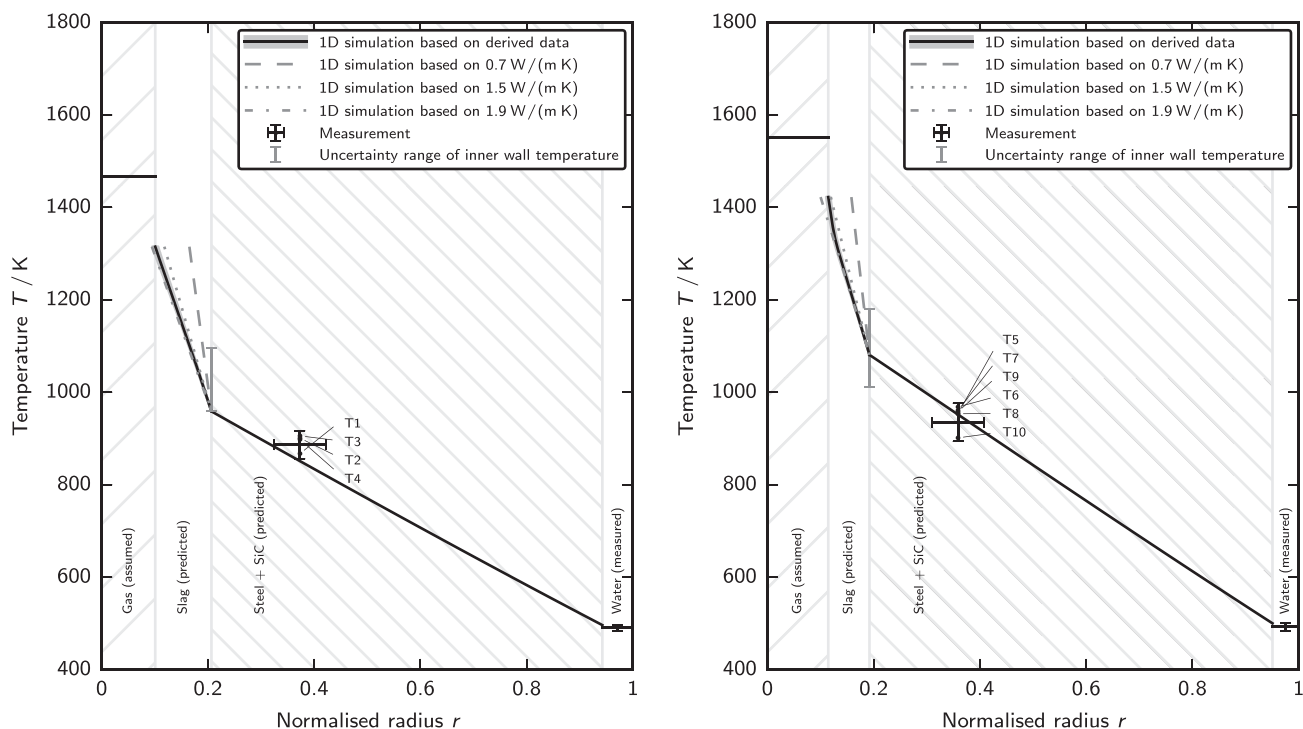 1800
1600
1400
1200
1000
800
600
400
Temperature T / K
1D simulation based on derived data
1D simulation based on 0.7 W/(m K)
1D simulation based on 1.5 W/(m K)
1D simulation based on 1.9 W/(m K)
Measurement
Uncertainty range of inner wall temperature
T1
T3
T2
T4
Gas (assumed)
Slag (predicted)
Steel + SiC (predicted)
Water (measured)
0 0.2 0.4 0.6 0.8 1
Normalised radius r
1800
1600
1400
1200
1000
800
600
400
Temperature T / K
1D simulation based on derived data
1D simulation based on 0.7 W/(m K)
1D simulation based on 1.5 W/(m K)
1D simulation based on 1.9 W/(m K)
Measurement
Uncertainty range of inner wall temperature
T5
T7
T9
T6
T8
T10
Gas (assumed)
Slag (predicted)
Steel + SiC (predicted)
Water (measured)
0 0.2 0.4 0.6 0.8 1
Normalised radius r